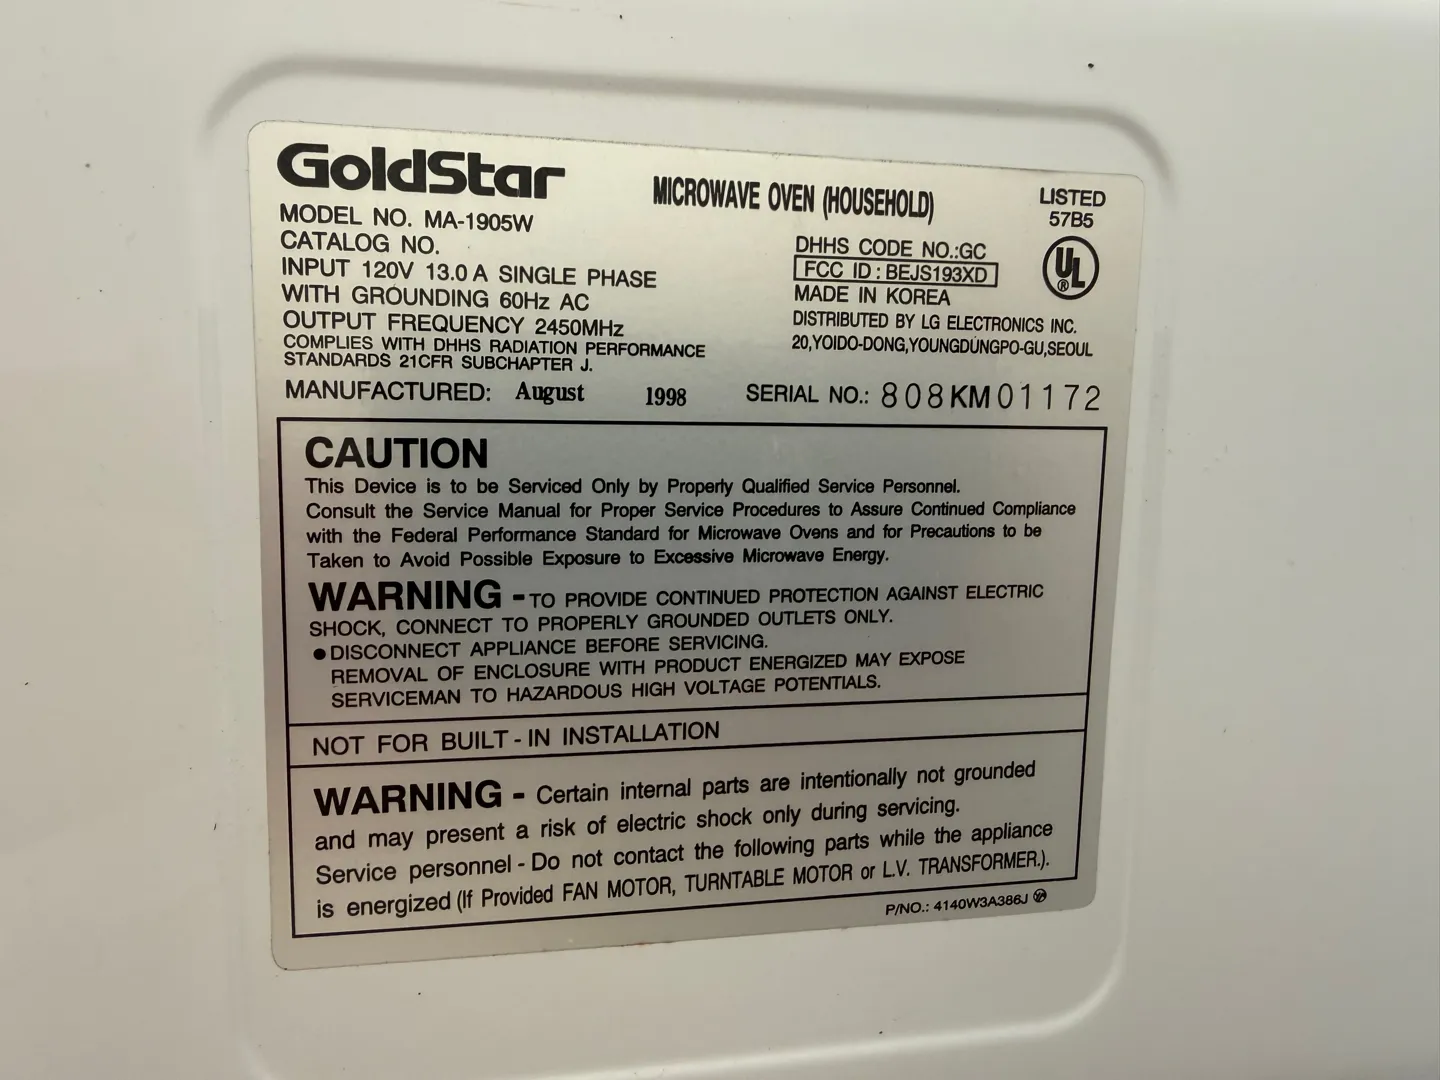 GoldStar
MODEL NO. MA-1905W
CATALOG NO.
INPUT 120V 13.0 A SINGLE PHASE
WITH GROUNDING 60Hz AC
OUTPUT FREQUENCY 2450MHz
COMPLIES WITH DHHS RADIATION PERFORMANCE
STANDARDS 21CFR SUBCHAPTER J.
MICROWAVE OVEN (HOUSEHOLD)
DHHS CODE NO.:GC
FCC ID : BEJS193XD
MADE IN KOREA
DISTRIBUTED BY LG ELECTRONICS INC.
20,YOIDO-DONG,YOUNGDUNGPO-GU,SEOUL
LISTED
57B5
UL ®
MANUFACTURED: August 1998 SERIAL NO.: 808KM01172
CAUTION
This Device is to be Serviced Only by Properly Qualified Service Personnel.
Consult the Service Manual for Proper Service Procedures to Assure Continued Compliance
with the Federal Performance Standard for Microwave Ovens and for Precautions to be
Taken to Avoid Possible Exposure to Excessive Microwave Energy.
WARNING - TO PROVIDE CONTINUED PROTECTION AGAINST ELECTRIC
SHOCK, CONNECT TO PROPERLY GROUNDED OUTLETS ONLY.
● DISCONNECT APPLIANCE BEFORE SERVICING.
REMOVAL OF ENCLOSURE WITH PRODUCT ENERGIZED MAY EXPOSE
SERVICEMAN TO HAZARDOUS HIGH VOLTAGE POTENTIALS.
NOT FOR BUILT - IN INSTALLATION
WARNING - Certain internal parts are intentionally not grounded
and may present a risk of electric shock only during servicing.
Service personnel - Do not contact the following parts while the appliance
is energized (If Provided FAN MOTOR, TURNTABLE MOTOR or L.V. TRANSFORMER.).
P/NO.: 4140W3A386J